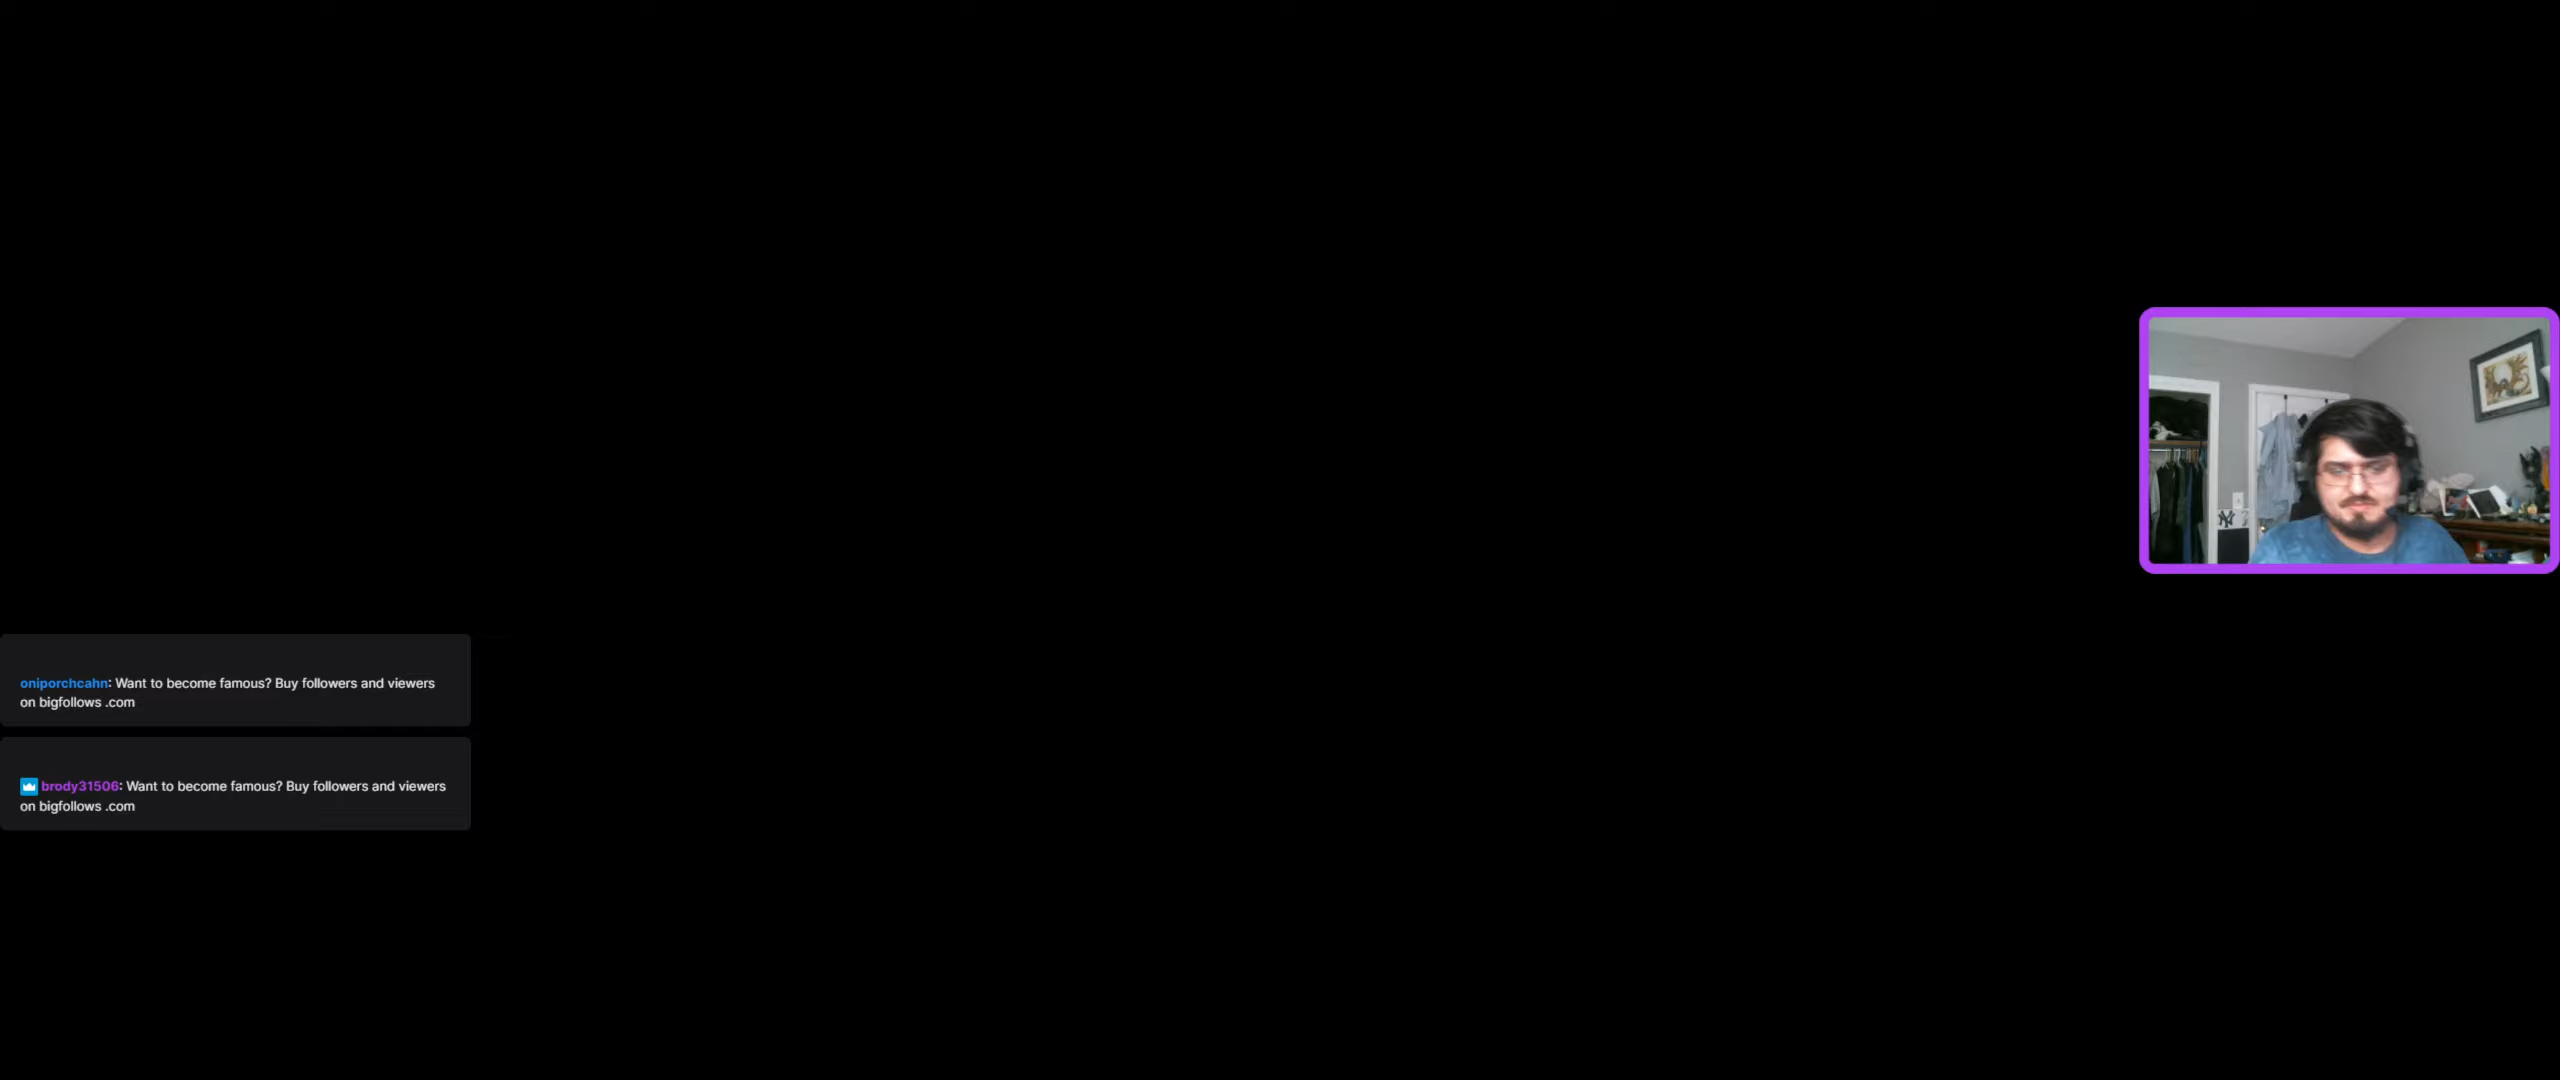 oniporchcahn: Want to become famous? Buy followers and viewers
on bigfollows .com
brody31506: Want to become famous? Buy followers and viewers
on bigfollows .com
NY